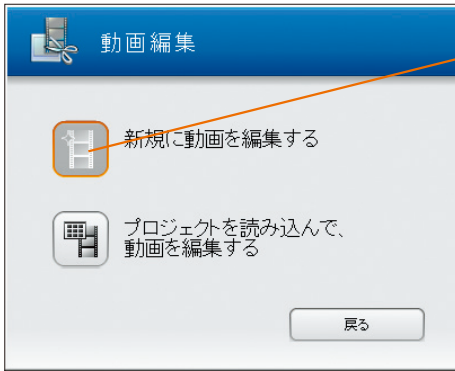 動画編集
新規に動画を編集する
プロジェクトを読み込んで、
動画を編集する
戻る